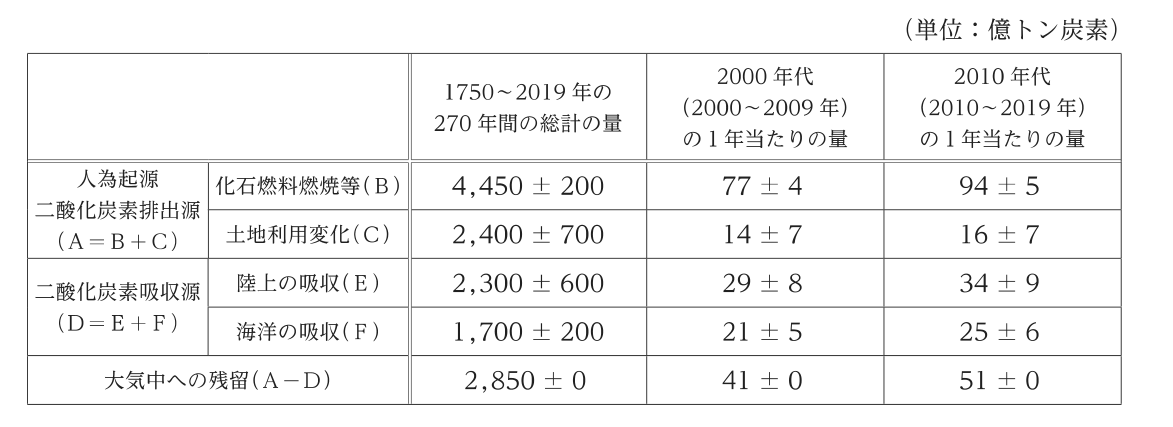 （単位：億トン炭素）
1750～2019 年の
270 年間の総計の量
2000 年代
（2000～2009 年）
の1年当たりの量
2010 年代
（2010～2019 年）
の1年当たりの量
人為起源
二酸化炭素排出源
（A＝B＋C）
化石燃料燃焼等（B）
4,450 ± 200
77 ± 4
94 ± 5
土地利用変化（C）
2,400 ± 700
14 ± 7
16 ± 7
二酸化炭素吸収源
（D＝E＋F）
陸上の吸収（E）
2,300 ± 600
29 ± 8
34 ± 9
海洋の吸収（F）
1,700 ± 200
21 ± 5
25 ± 6
大気中への残留（A－D）
2,850 ± 0
41 ± 0
51 ± 0